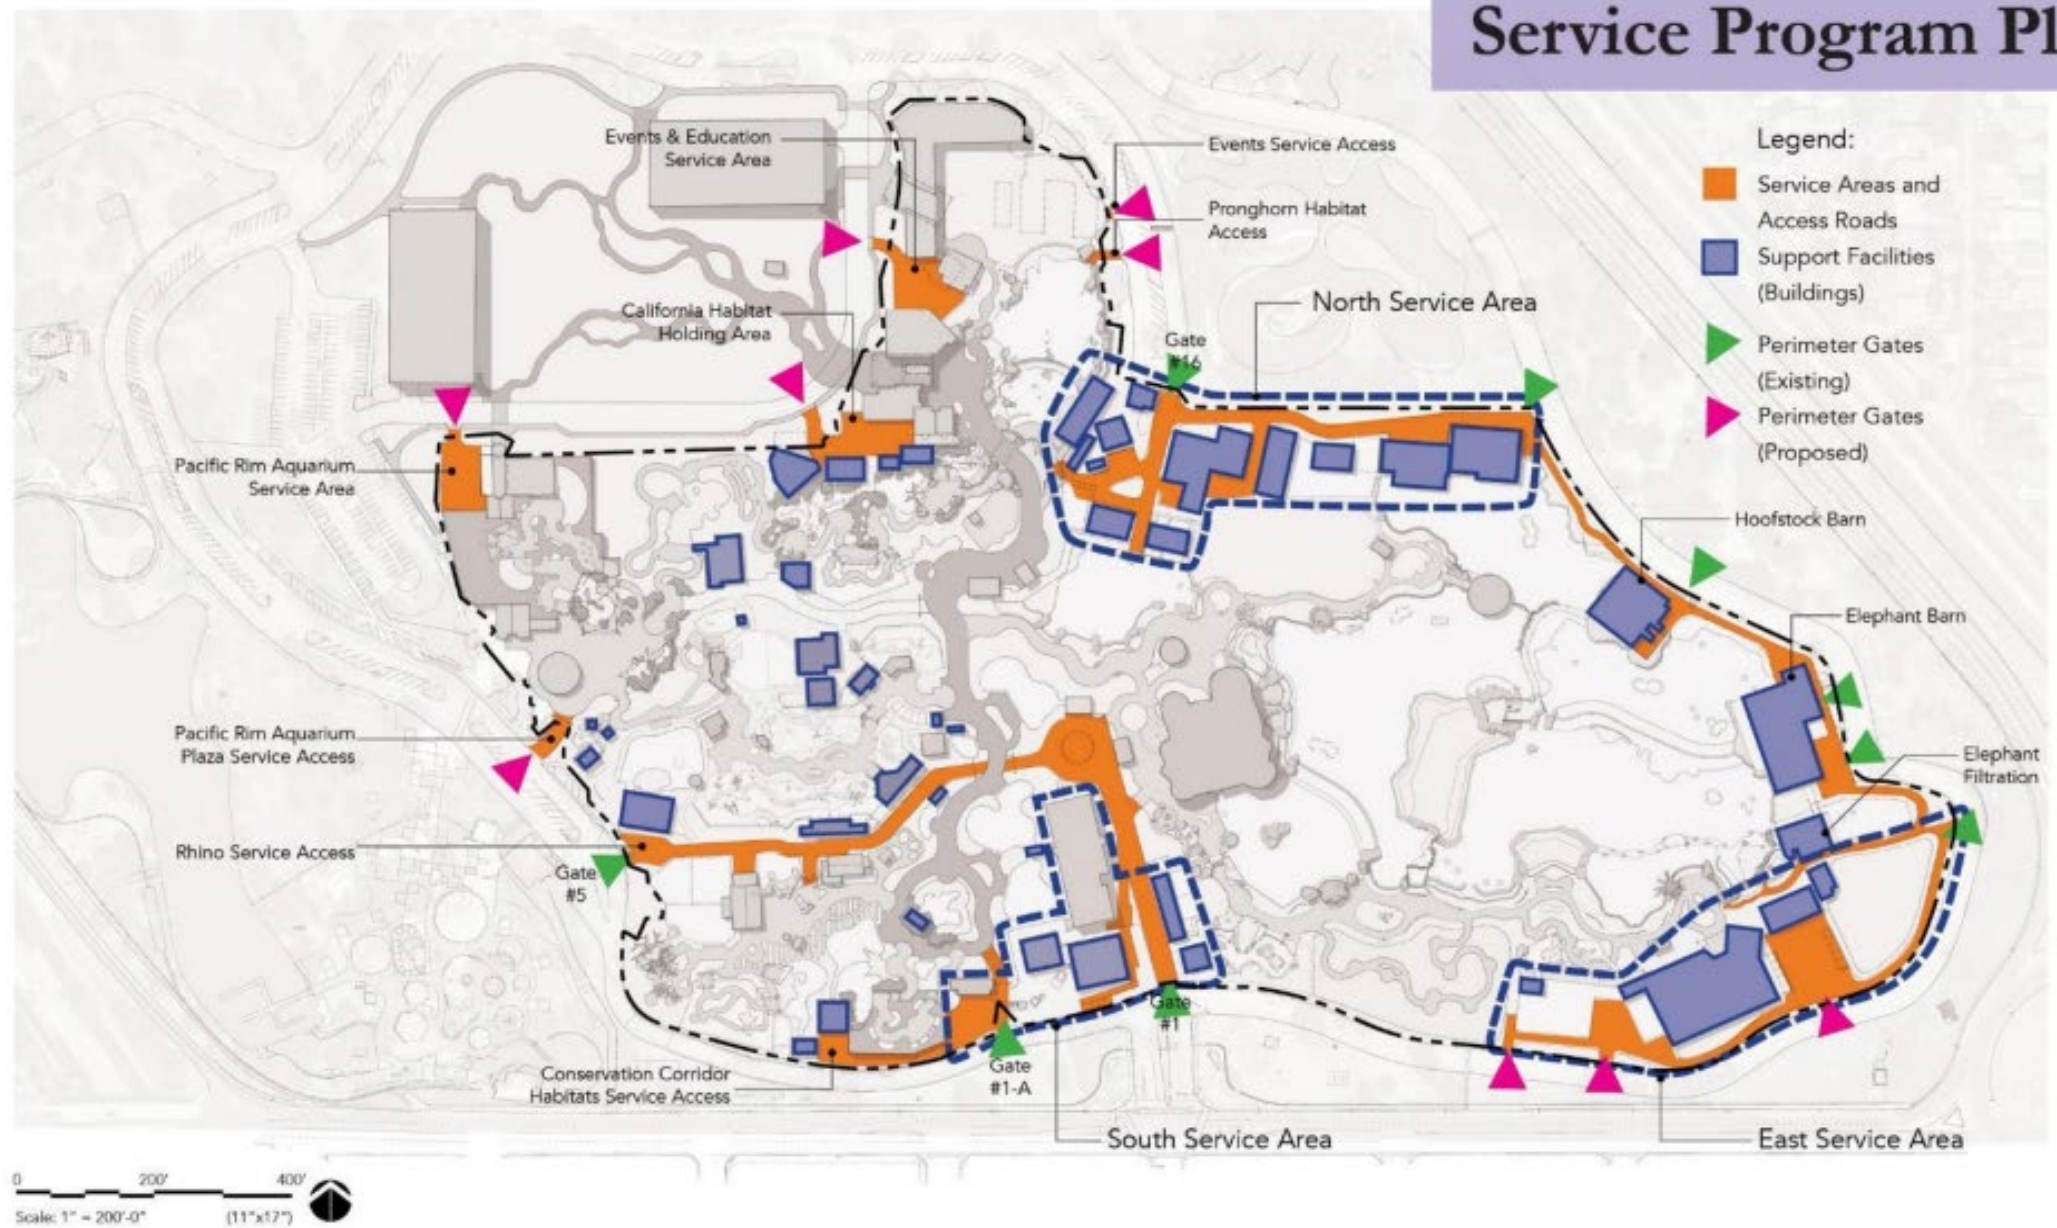 Service Program Pl
Legend:
Service Areas and
Access Roads
Support Facilities
(Buildings)
Perimeter Gates
(Existing)
Perimeter Gates
(Proposed)
Events & Education
Service Area
Events Service Access
Pronghorn Habitat
Access
California Habitat
Holding Area
North Service Area
Gate
#16
Pacific Rim Aquarium
Service Area
Hoofstock Barn
Elephant Barn
Pacific Rim Aquarium
Plaza Service Access
Elephant
Filtration
Rhino Service Access
Gate
#5
Gate
#1
Gate
#1-A
Conservation Corridor
Habitats Service Access
South Service Area
East Service Area
0 200' 400'
Scale: 1" = 200'-0" (11"x17")